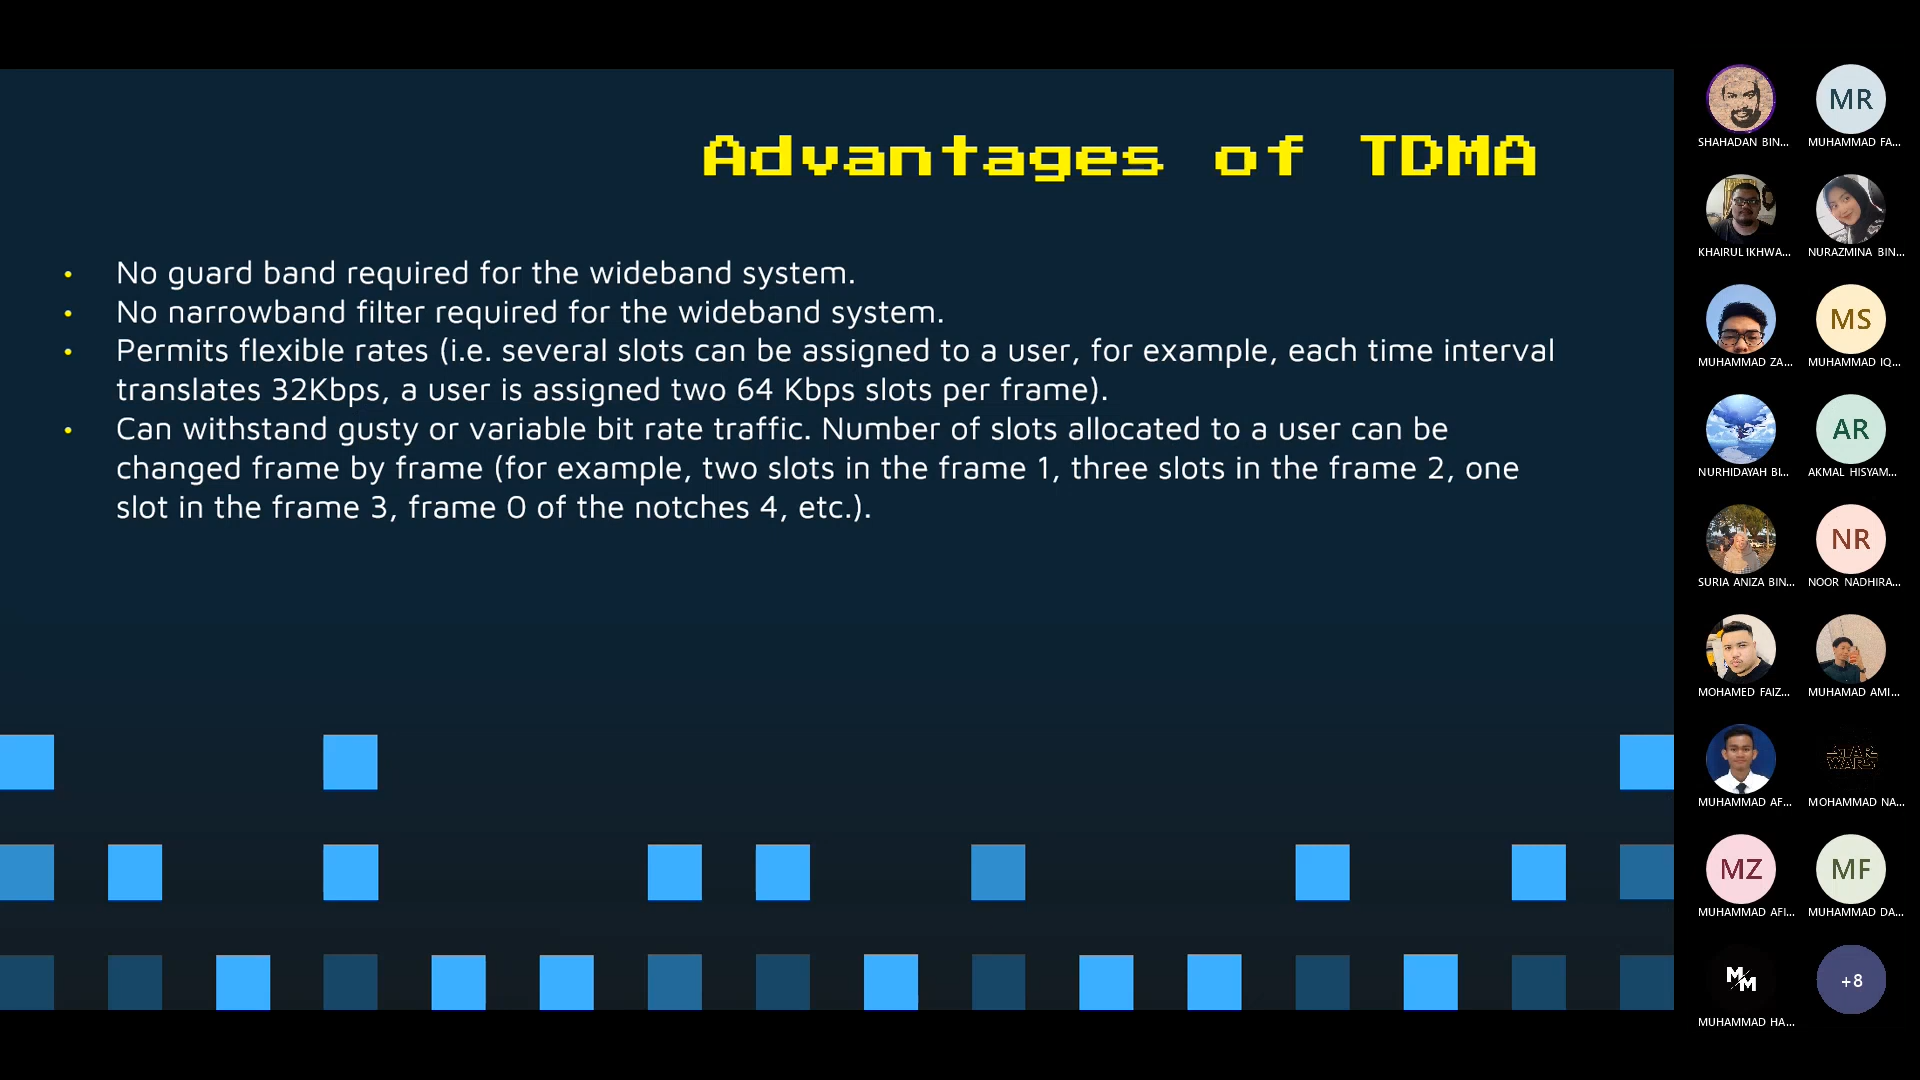 Advantages of TDMA
• No guard band required for the wideband system.
• No narrowband filter required for the wideband system.
• Permits flexible rates (i.e. several slots can be assigned to a user, for example, each time interval
translates 32Kbps, a user is assigned two 64 Kbps slots per frame).
• Can withstand gusty or variable bit rate traffic. Number of slots allocated to a user can be
changed frame by frame (for example, two slots in the frame 1, three slots in the frame 2, one
slot in the frame 3, frame 0 of the notches 4, etc.).
SHAHADAN BIN...
MR
MUHAMMAD FA...
KHAIRUL IKHWA...
NURAZMINA BIN...
MUHAMMAD ZA...
MS
MUHAMMAD IQ...
NURHIDAYAH BI...
AR
AKMAL HISYAM...
SURIA ANIZA BIN...
NR
NOOR NADHIRA...
MOHAMED FAIZ...
MUHAMAD AMI...
MUHAMMAD AF...
STAR
WARS
MOHAMMAD NA...
MZ
MUHAMMAD AFI...
MF
MUHAMMAD DA...
M/M
MUHAMMAD HA...
+8